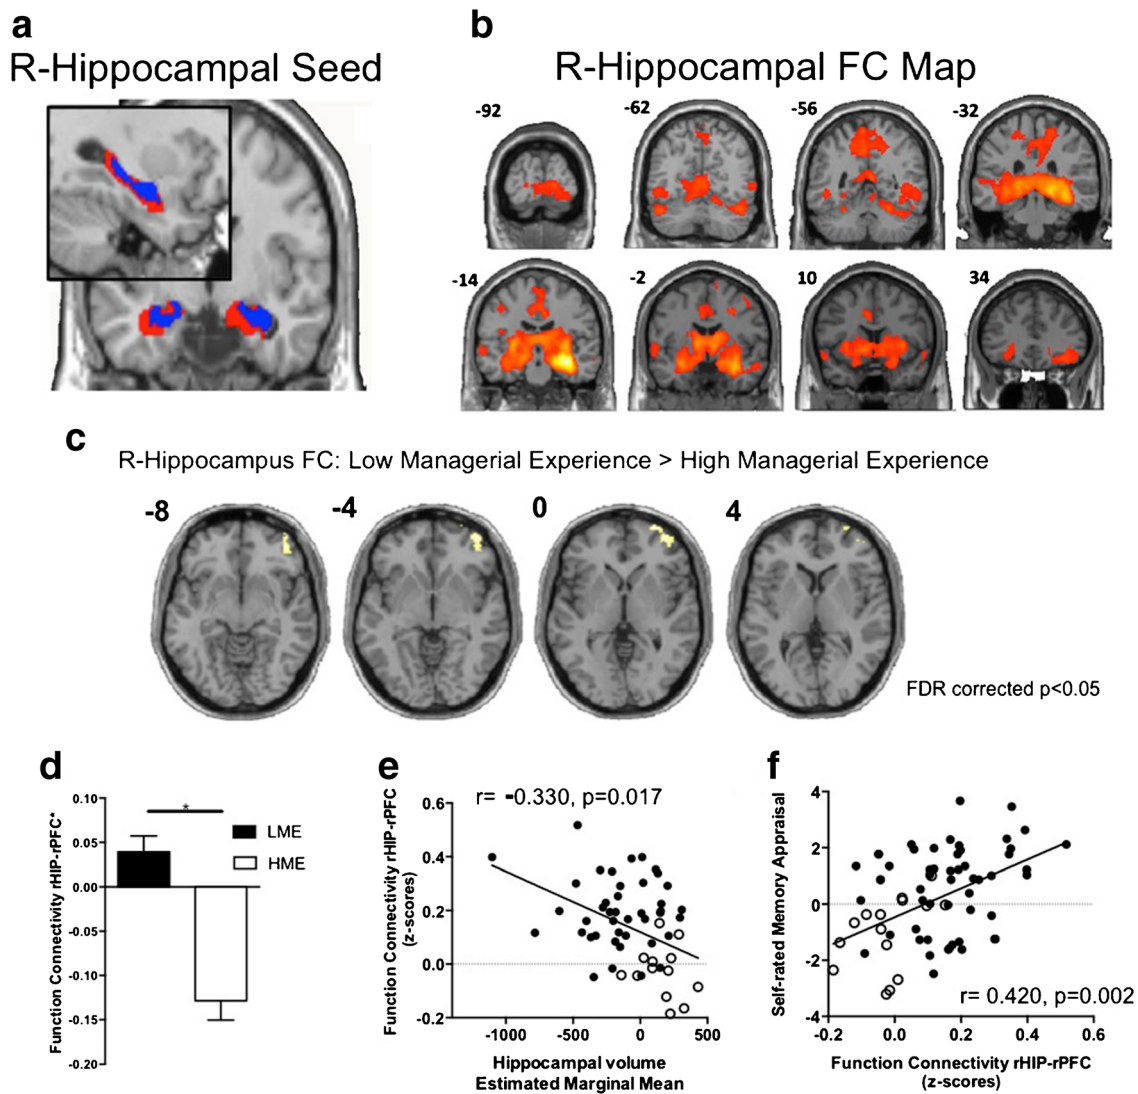 a
R-Hippocampal Seed
b
R-Hippocampal FC Map
-92
-62
-56
-32
-14
-2
10
34
c
R-Hippocampus FC: Low Managerial Experience > High Managerial Experience
-8
-4
0
4
FDR corrected p<0.05
d
Function Connectivity rHIP-rPFC*
0.10
0.05
0.00
-0.05
-0.10
-0.15
-0.20
*
LME
HME
e
r= -0.330, p=0.017
Function Connectivity rHIP-rPFC
(z-scores)
0.6
0.4
0.2
0.0
-0.2
-1000
-500
0
500
Hippocampal volume
Estimated Marginal Mean
f
Self-rated Memory Appraisal
4
2
0
-2
-4
r= 0.420, p=0.002
-0.2
0.0
0.2
0.4
0.6
Function Connectivity rHIP-rPFC
(z-scores)